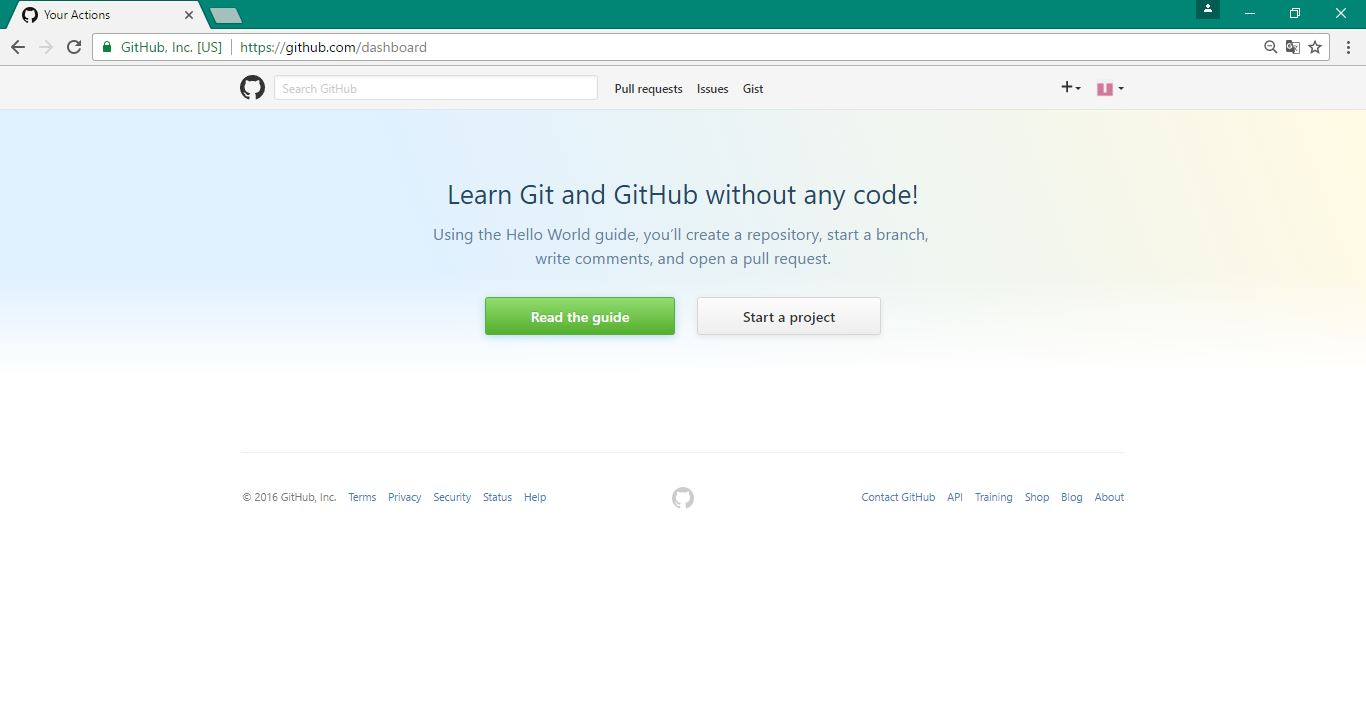 Your Actions
GitHub, Inc. [US] https://github.com/dashboard
Search GitHub Pull requests Issues Gist
Learn Git and GitHub without any code!
Using the Hello World guide, you’ll create a repository, start a branch,
write comments, and open a pull request.
Read the guide Start a project
© 2016 GitHub, Inc. Terms Privacy Security Status Help Contact GitHub API Training Shop Blog About